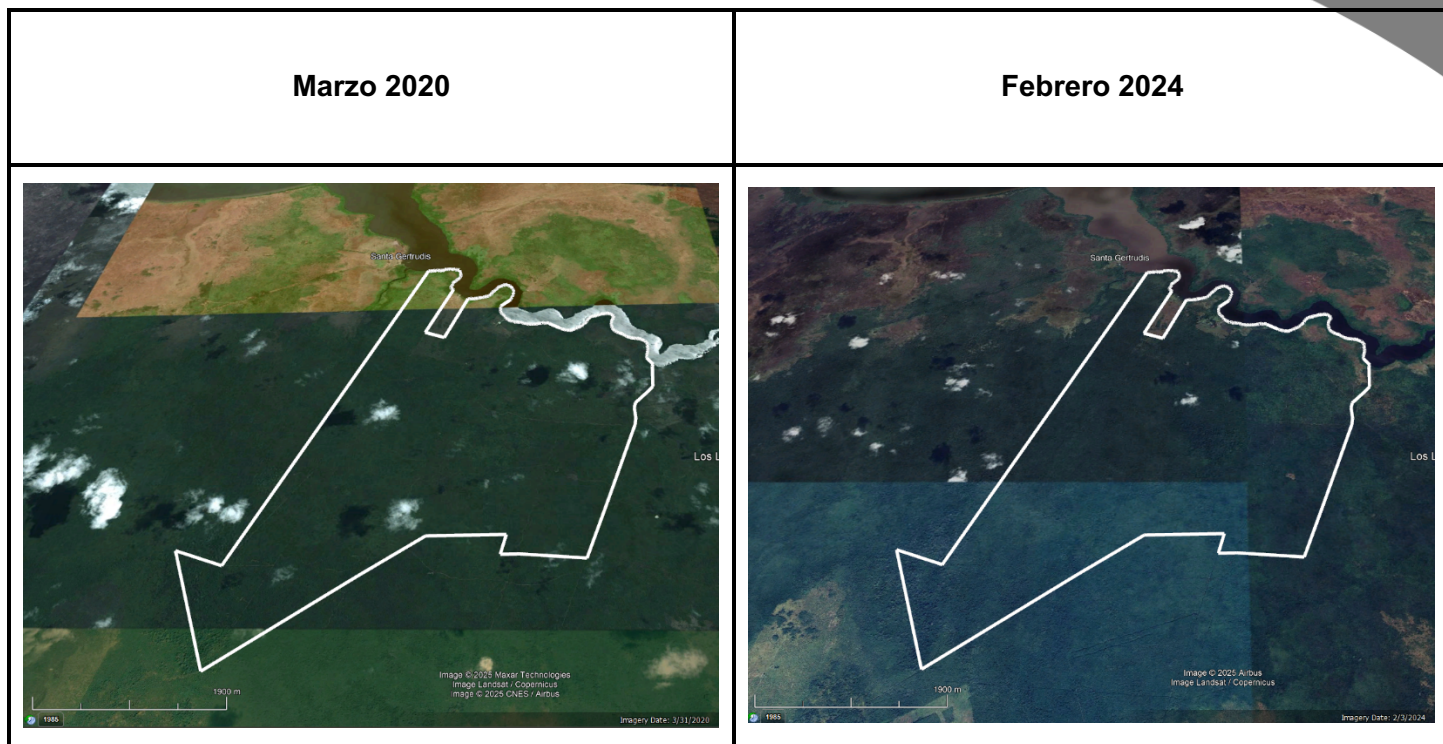 Marzo 2020
Febrero 2024
Santa Gertrudis
Los L
Image © 2025 Maxar Technologies
Image Landsat / Copernicus
Image © 2025 CNES / Airbus
1900 m
1985
Imagery Date: 3/31/2020
Santa Gertrudis
Los L
Image © 2025 Airbus
Image Landsat / Copernicus
1900 m
1985
Imagery Date: 2/3/2024